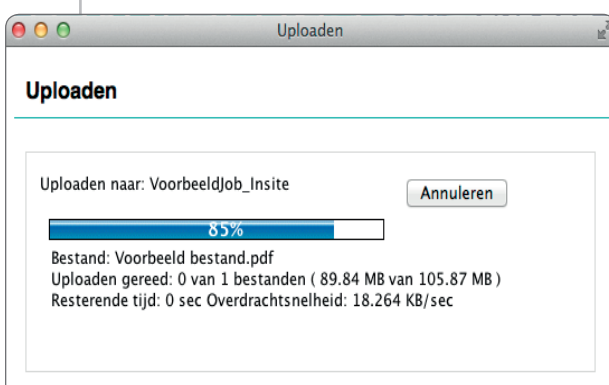 Uploaden
Uploaden
Uploaden naar: VoorbeeldJob_Insite
Annuleren
85%
Bestand: Voorbeeld bestand.pdf
Uploaden gereed: 0 van 1 bestanden ( 89.84 MB van 105.87 MB )
Resterende tijd: 0 sec Overdrachtsnelheid: 18.264 KB/sec